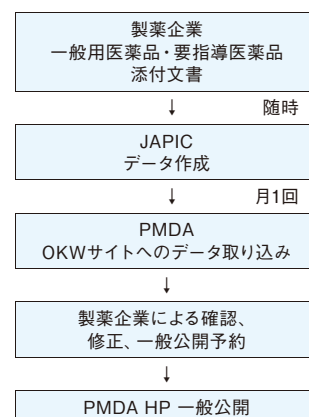 製薬企業
一般用医薬品・要指導医薬品
添付文書
↓ 随時
JAPIC
データ作成
↓ 月1回
PMDA
OKWサイトへのデータ取り込み
↓
製薬企業による確認、
修正、一般公開予約
↓
PMDA HP 一般公開